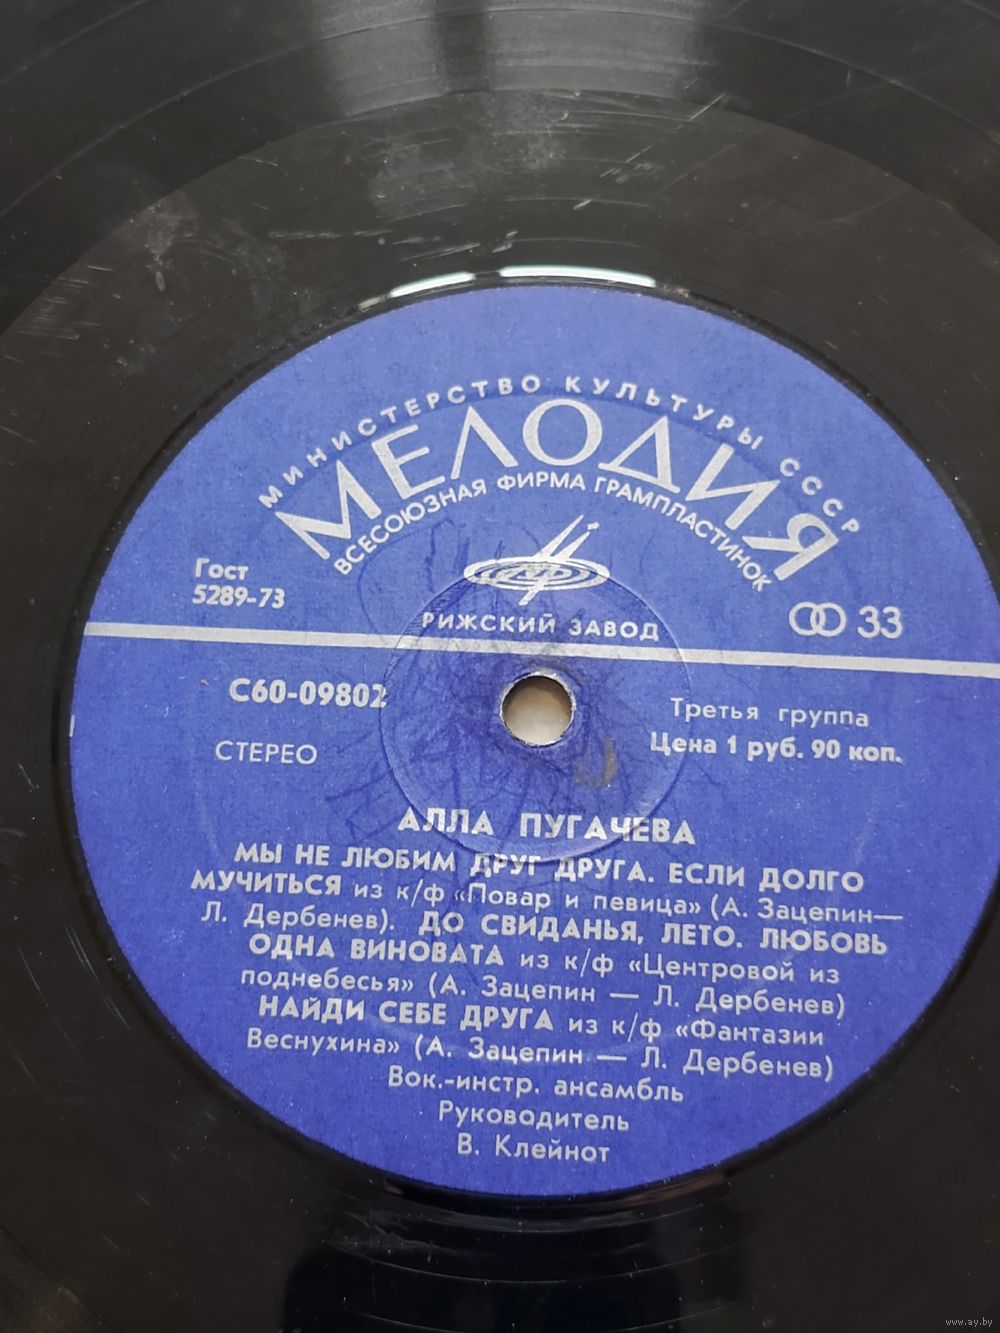 МИНИСТЕРСТВО КУЛЬТУРЫ СССР
МЕЛОДИЯ
ВСЕСОЮЗНАЯ ФИРМА ГРАМПЛАСТИНОК
Гост
5289-73
РИЖСКИЙ ЗАВОД
33
С60-09802
СТЕРЕО
Третья группа
Цена 1 руб. 90 коп.
АЛЛА ПУГАЧЕВА
МЫ НЕ ЛЮБИМ ДРУГ ДРУГА. ЕСЛИ ДОЛГО
МУЧИТЬСЯ из к/ф «Повар и певица» (А. Зацепин—
Л. Дербенев). ДО СВИДАНЬЯ, ЛЕТО. ЛЮБОВЬ
ОДНА ВИНОВАТА из к/ф «Центровой из
поднебесья» (А. Зацепин — Л. Дербенев)
НАЙДИ СЕБЕ ДРУГА из к/ф «Фантазии
Веснухина» (А. Зацепин — Л. Дербенев)
Вок.-инстр. ансамбль
Руководитель
В. Клейнот
www.ay.by